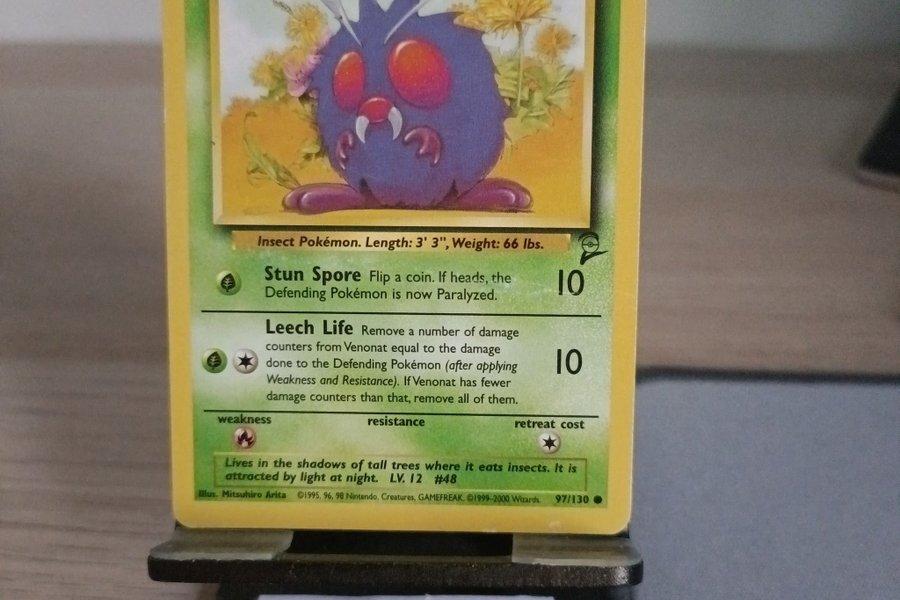 Insect Pokémon. Length: 3' 3", Weight: 66 lbs.
Stun Spore Flip a coin. If heads, the
Defending Pokémon is now Paralyzed.
10
Leech Life Remove a number of damage
counters from Venonat equal to the damage
done to the Defending Pokémon (after applying
Weakness and Resistance). If Venonat has fewer
damage counters than that, remove all of them.
10
weakness
resistance
retreat cost
Lives in the shadows of tall trees where it eats insects. It is
attracted by light at night. LV. 12 #48
Illus. Mitsuhiro Arita ©1995, 96, 98 Nintendo, Creatures, GAMEFREAK. ©1999-2000 Wizards. 97/130